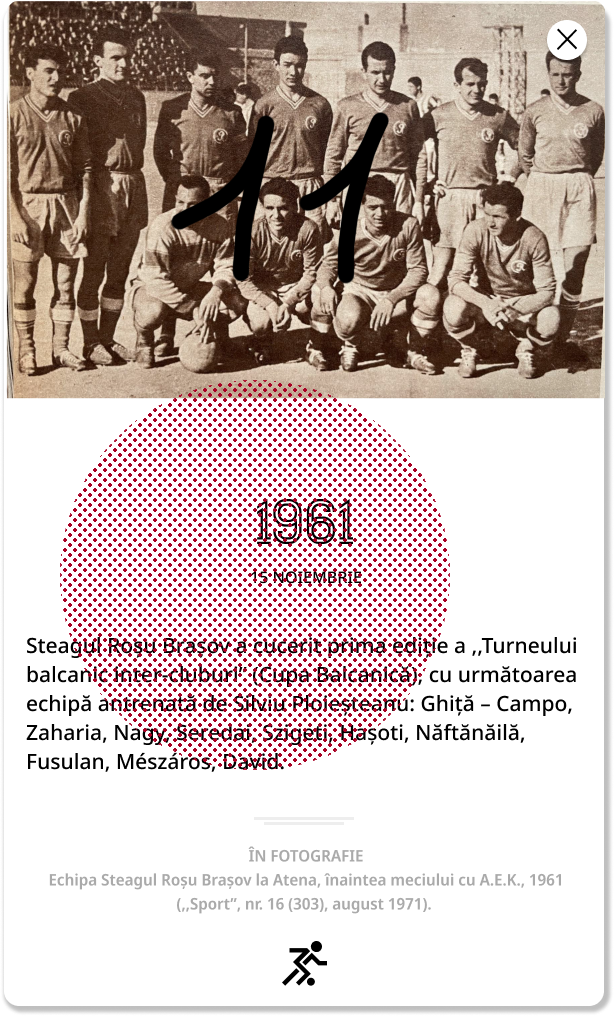 11
1961
15 NOIEMBRIE
Steagul Roșu Brașov a cucerit prima ediție a ,,Turneului
balcanic inter-cluburi” (Cupa Balcanică), cu următoarea
echipă antrenată de Silviu Ploieșteanu: Ghiță – Campo,
Zaharia, Nagy, Seredai, Szigeti, Hașoti, Năftănăilă,
Fusulan, Mészáros, David.
ÎN FOTOGRAFIE
Echipa Steagul Roșu Brașov la Atena, înaintea meciului cu A.E.K., 1961
(,,Sport”, nr. 16 (303), august 1971).